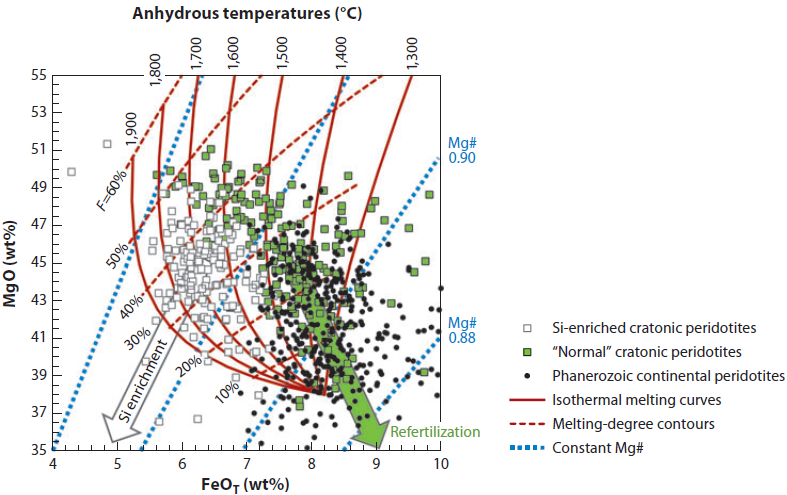 Anhydrous temperatures (°C)
1,900
1,800
1,700
1,600
1,500
1,400
1,300
55
53
51
49
47
45
43
41
39
37
35
MgO (wt%)
F=60%
50%
40%
30%
20%
10%
Si enrichment
Mg#
0.90
Mg#
0.88
Refertilization
4
5
6
7
8
9
10
FeOT (wt%)
Si-enriched cratonic peridotites
“Normal” cratonic peridotites
Phanerozoic continental peridotites
Isothermal melting curves
Melting-degree contours
Constant Mg#